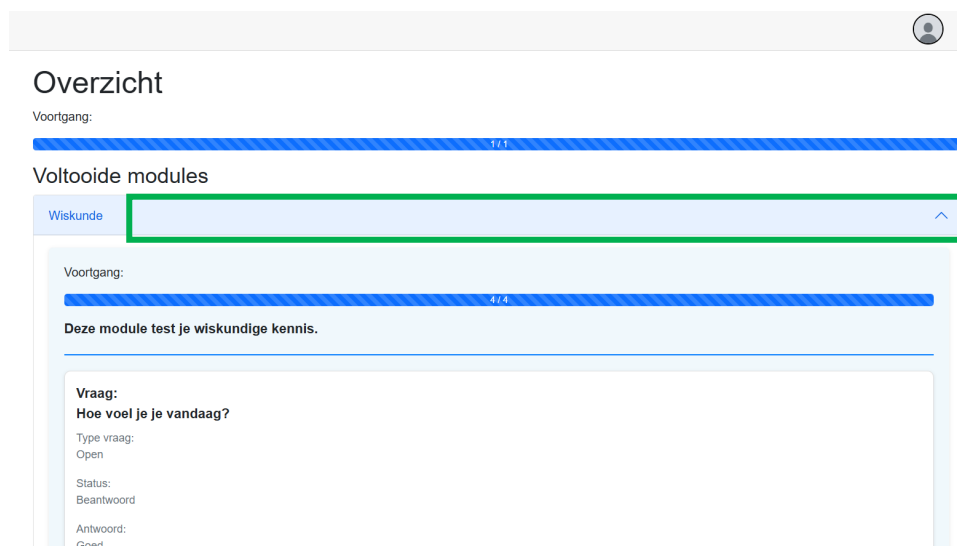 Overzicht
Voortgang:
1 / 1
Voltooide modules
Wiskunde
Voortgang:
4 / 4
Deze module test je wiskundige kennis.
Vraag:
Hoe voel je je vandaag?
Type vraag:
Open
Status:
Beantwoord
Antwoord:
Goed